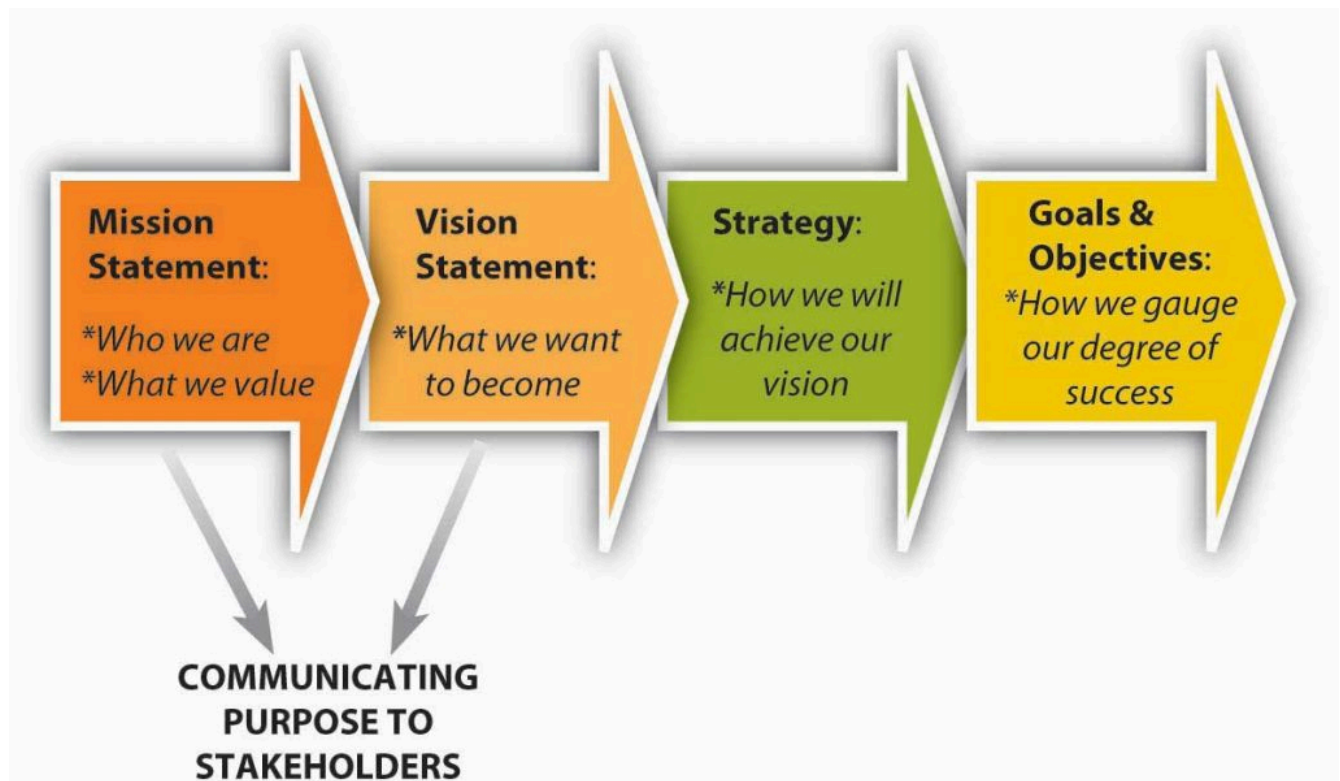 Mission
Statement:
*Who we are
*What we value
Vision
Statement:
*What we want
to become
Strategy:
*How we will
achieve our
vision
Goals &
Objectives:
*How we gauge
our degree of
success
COMMUNICATING
PURPOSE TO
STAKEHOLDERS